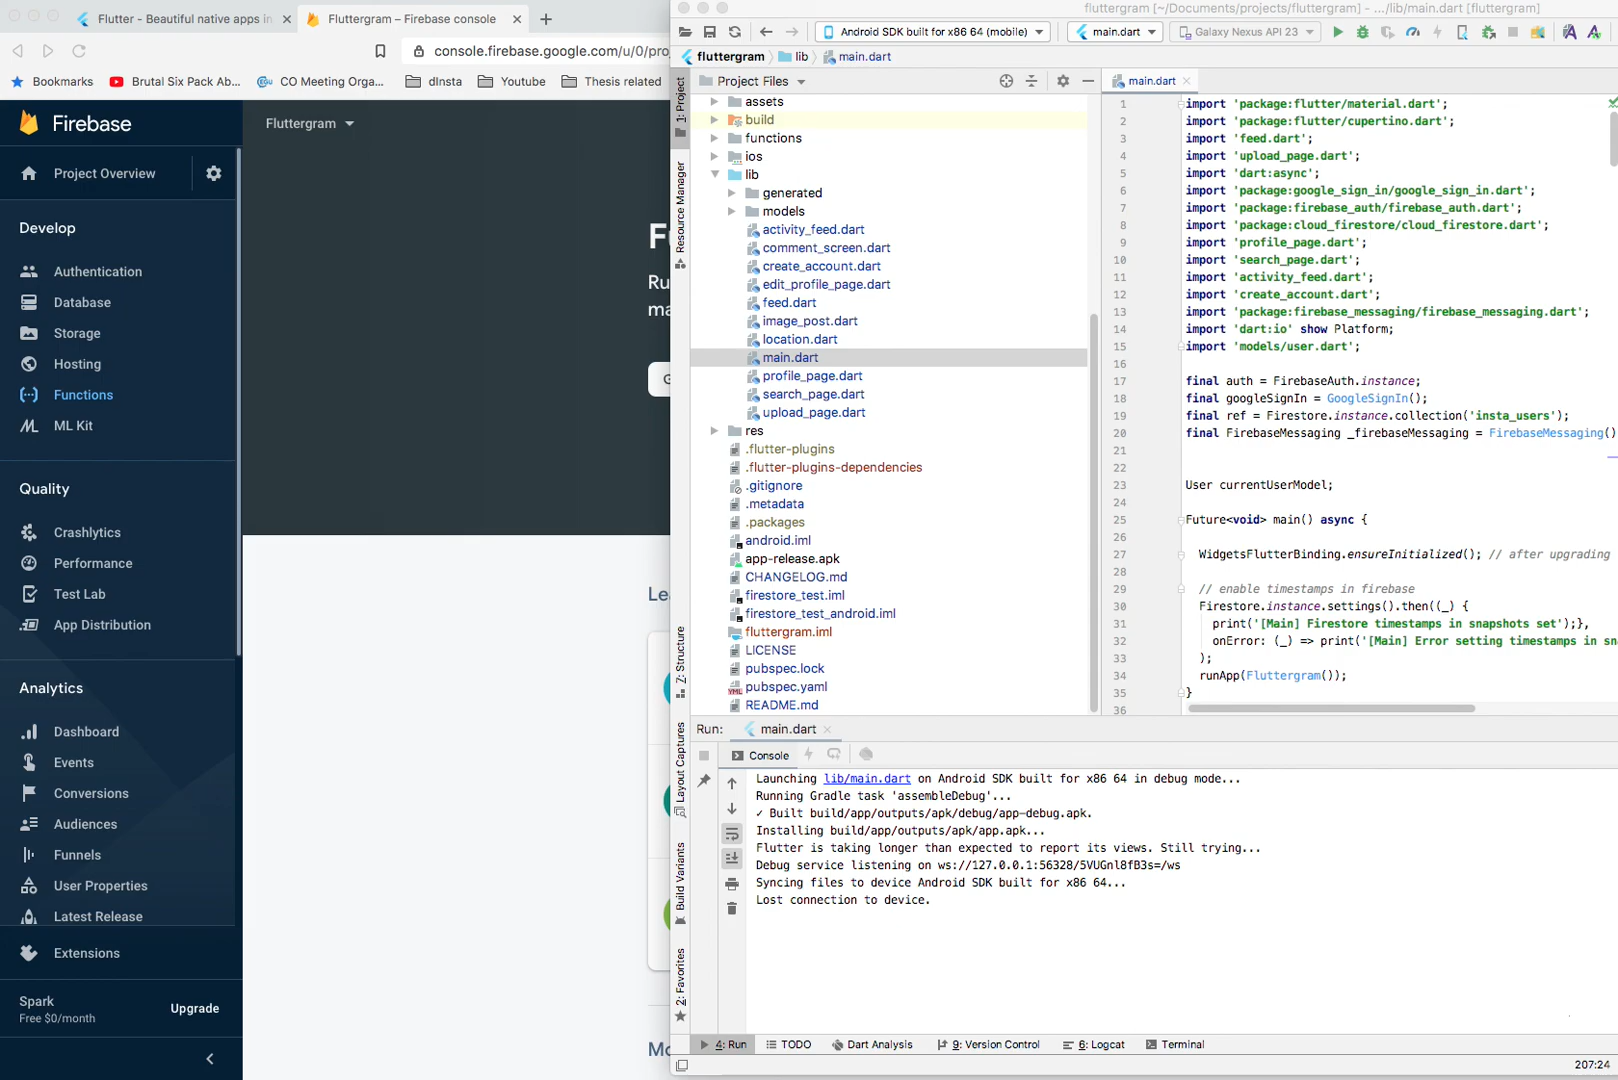 Flutter - Beautiful native apps in
Fluttergram – Firebase console
console.firebase.google.com/u/0/proj
Bookmarks
Brutal Six Pack Ab...
CO Meeting Orga...
dInsta
Youtube
Thesis related
Firebase
Project Overview
Develop
Authentication
Database
Storage
Hosting
Functions
ML Kit
Quality
Crashlytics
Performance
Test Lab
App Distribution
Analytics
Dashboard
Events
Conversions
Audiences
Funnels
User Properties
Latest Release
Extensions
Spark
Free $0/month
Upgrade
Fluttergram
Ru
ma
Le
Mo
fluttergram [~/Documents/projects/fluttergram] - .../lib/main.dart [fluttergram]
Android SDK built for x86 64 (mobile)
main.dart
Galaxy Nexus API 23
fluttergram
lib
main.dart
Project Files
main.dart
1: Project
Resource Manager
Z: Structure
Layout Captures
Build Variants
2: Favorites
assets
build
functions
ios
lib
generated
models
activity_feed.dart
comment_screen.dart
create_account.dart
edit_profile_page.dart
feed.dart
image_post.dart
location.dart
main.dart
profile_page.dart
search_page.dart
upload_page.dart
res
.flutter-plugins
.flutter-plugins-dependencies
.gitignore
.metadata
.packages
android.iml
app-release.apk
CHANGELOG.md
firestore_test.iml
firestore_test_android.iml
fluttergram.iml
LICENSE
pubspec.lock
pubspec.yaml
README.md
1 import 'package:flutter/material.dart';
2 import 'package:flutter/cupertino.dart';
3 import 'feed.dart';
4 import 'upload_page.dart';
5 import 'dart:async';
6 import 'package:google_sign_in/google_sign_in.dart';
7 import 'package:firebase_auth/firebase_auth.dart';
8 import 'package:cloud_firestore/cloud_firestore.dart';
9 import 'profile_page.dart';
10 import 'search_page.dart';
11 import 'activity_feed.dart';
12 import 'create_account.dart';
13 import 'package:firebase_messaging/firebase_messaging.dart';
14 import 'dart:io' show Platform;
15 import 'models/user.dart';
16
17 final auth = FirebaseAuth.instance;
18 final googleSignIn = GoogleSignIn();
19 final ref = Firestore.instance.collection('insta_users');
20 final FirebaseMessaging _firebaseMessaging = FirebaseMessaging()
21
22
23 User currentUserModel;
24
25 Future<void> main() async {
26
27 WidgetsFlutterBinding.ensureInitialized(); // after upgrading
28
29 // enable timestamps in firebase
30 Firestore.instance.settings().then((_) {
31 print('[Main] Firestore timestamps in snapshots set');},
32 onError: (_) => print('[Main] Error setting timestamps in sna
33 );
34 runApp(Fluttergram());
35 }
36
Run: main.dart
Console
Launching lib/main.dart on Android SDK built for x86 64 in debug mode...
Running Gradle task 'assembleDebug'...
✓ Built build/app/outputs/apk/debug/app-debug.apk.
Installing build/app/outputs/apk/app.apk...
Flutter is taking longer than expected to report its views. Still trying...
Debug service listening on ws://127.0.0.1:56328/5VUGnl8fB3s=/ws
Syncing files to device Android SDK built for x86 64...
Lost connection to device.
4: Run
TODO
Dart Analysis
9: Version Control
6: Logcat
Terminal
207:24